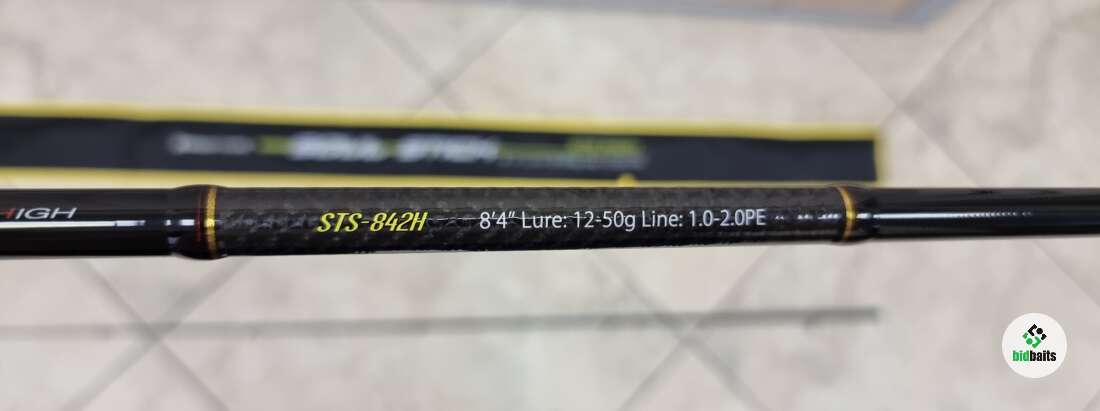 HIGH
STS-842H 8'4" Lure: 12-50g Line: 1.0-2.0PE
bidbaits